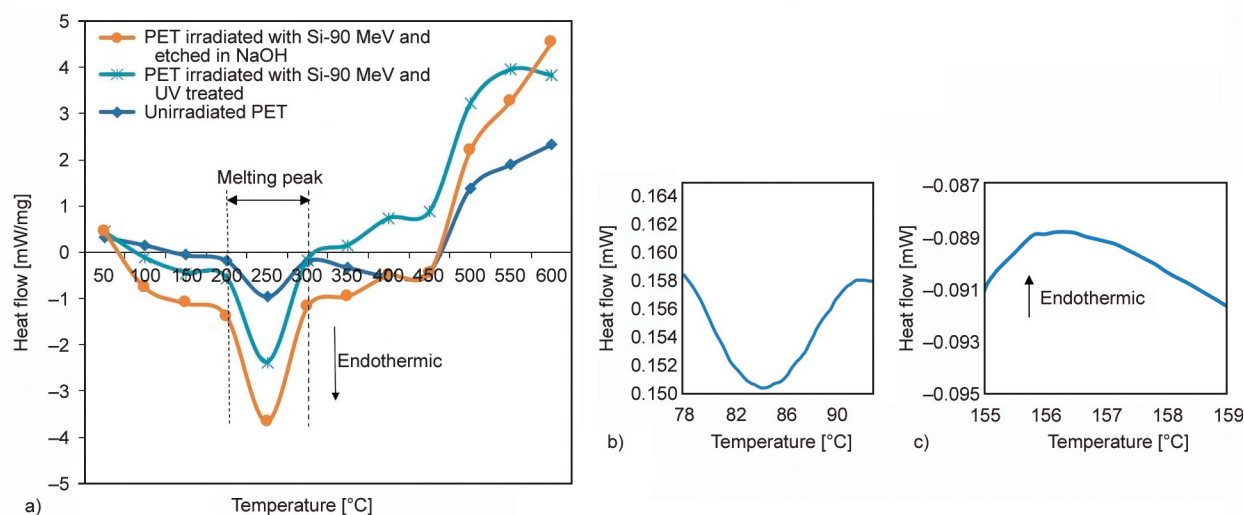 5
4
3
2
1
0
–1
–2
–3
–4
–5
Heat flow [mW/mg]
PET irradiated with Si-90 MeV and
etched in NaOH
PET irradiated with Si-90 MeV and
UV treated
Unirradiated PET
Melting peak
50 100 150 200 250 300 350 400 450 500 550 600
Endothermic
Temperature [°C]
a)
0.164
0.162
0.160
0.158
0.156
0.154
0.152
0.150
Heat flow [mW]
78 82 86 90
Temperature [°C]
b)
–0.087
–0.089
–0.091
–0.093
–0.095
Heat flow [mW]
Endothermic
155 156 157 158 159
Temperature [°C]
c)